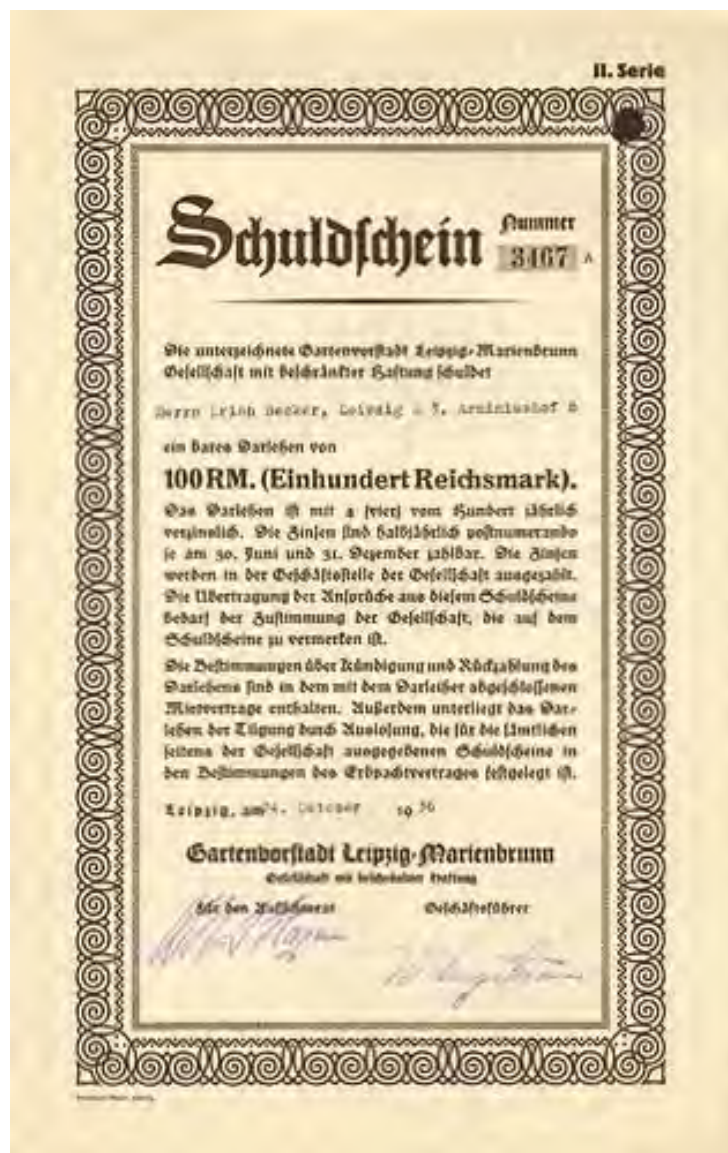 II. Serie
Schuldschein
Nummer
3467 A
Die unterzeichnete Gartenvorstadt Leipzig-Marienbrunn
Gesellschaft mit beschränkter Haftung schuldet
Herrn Erich Becker, Leipzig 3, Arminiushof 8
ein bares Darlehen von
100 RM. (Einhundert Reichsmark).
Das Darlehen ist mit 4 (vier) vom Hundert jährlich
verzinslich. Die Zinsen sind halbjährlich postnumerando
je am 30. Juni und 31. Dezember zahlbar. Die Zinsen
werden in der Geschäftsstelle der Gesellschaft ausgezahlt.
Die Übertragung der Ansprüche aus diesem Schuldscheine
bedarf der Zustimmung der Gesellschaft, die auf dem
Schuldscheine zu vermerken ist.
Die Bestimmungen über Kündigung und Rückzahlung des
Darlehens sind in dem mit dem Darleiher abgeschlossenen
Mietvertrage enthalten. Außerdem unterliegt das Dar-
lehen der Tilgung durch Auslosung, die für die sämtlichen
seitens der Gesellschaft ausgegebenen Schuldscheine in
den Bestimmungen des Erbpachtvertrages festgelegt ist.
Leipzig, am 24. October 1936
Gartenvorstadt Leipzig-Marienbrunn
Gesellschaft mit beschränkter Haftung
für den Aufsichtsrat Geschäftsführer